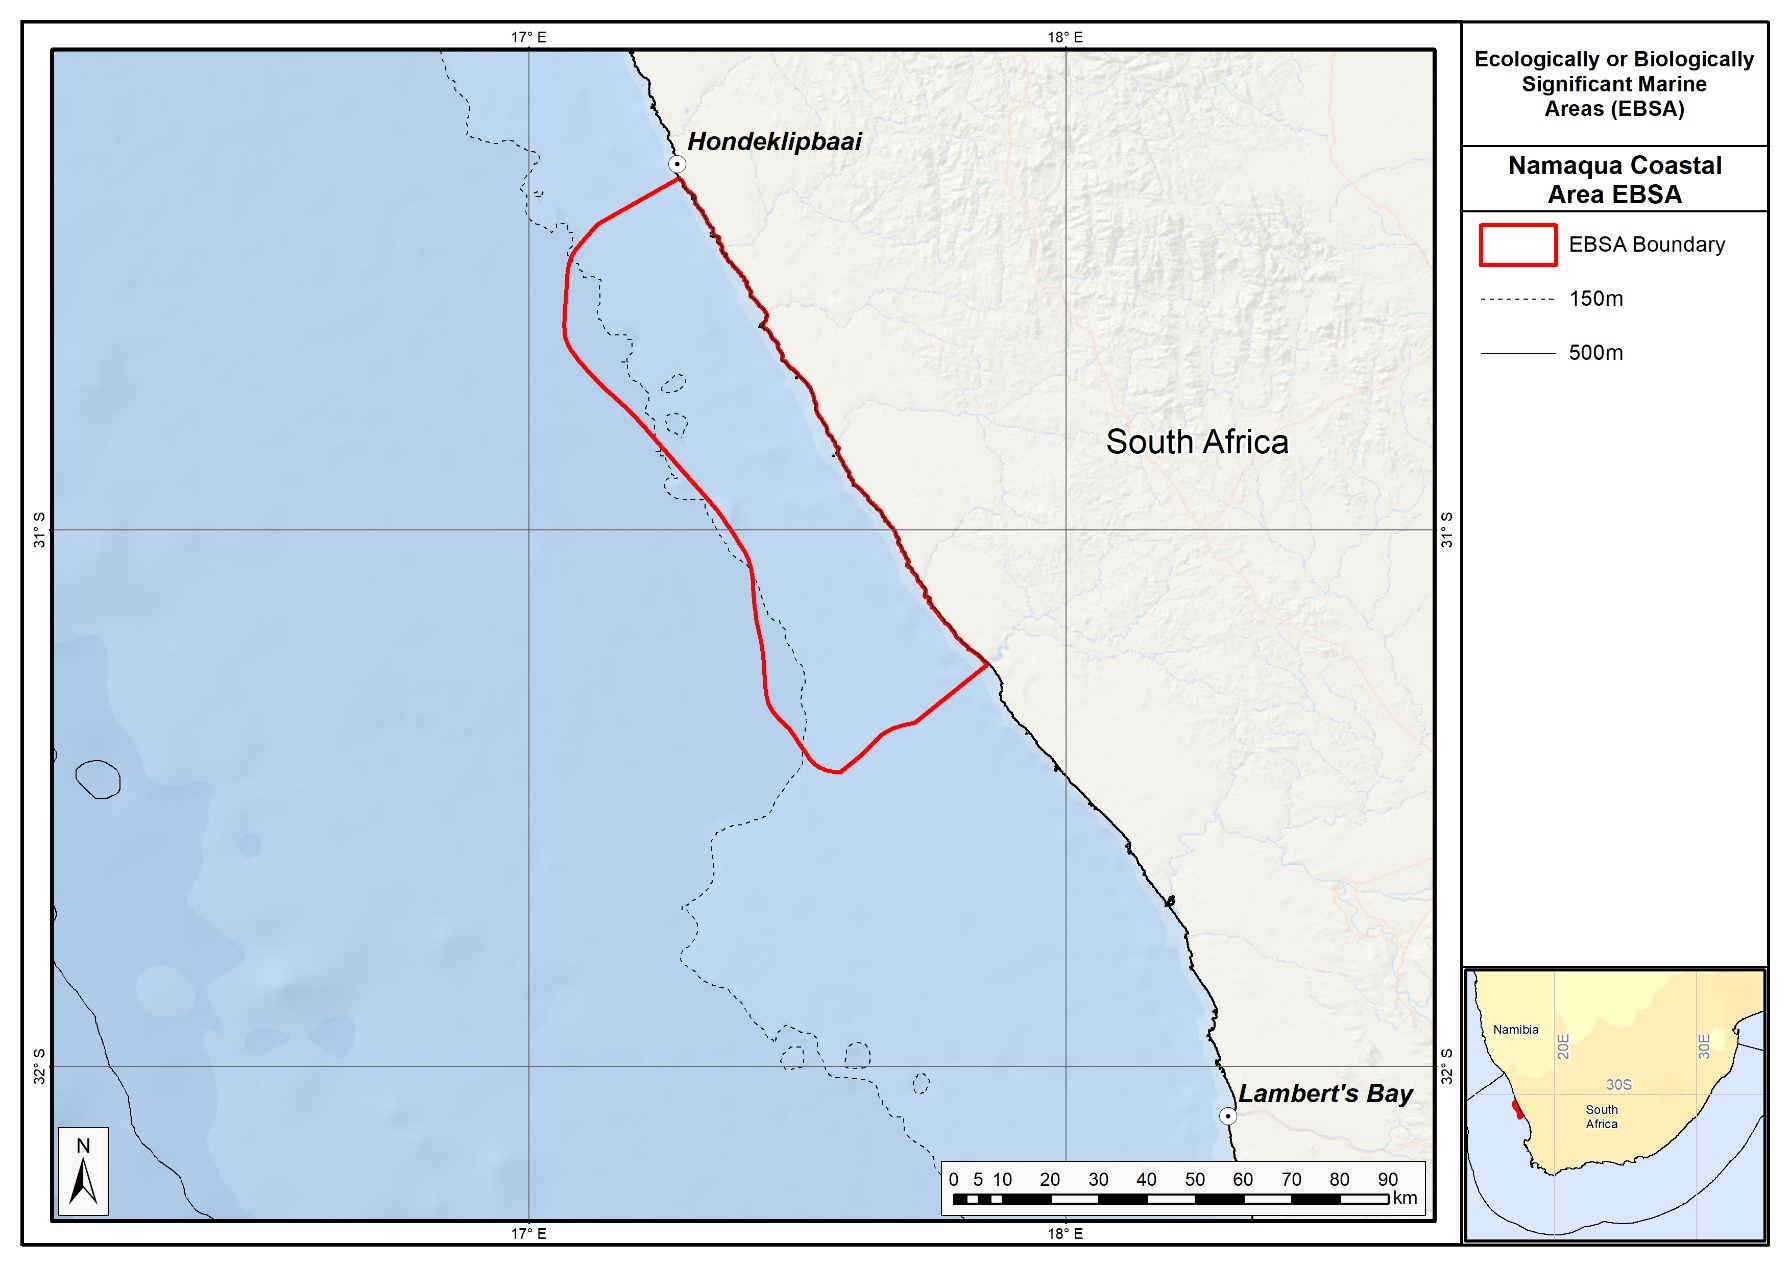 17° E
18° E
Hondeklipbaai
South Africa
31° S
31° S
32° S
32° S
Lambert's Bay
N
0 5 10 20 30 40 50 60 70 80 90
km
17° E
18° E
Ecologically or Biologically
Significant Marine
Areas (EBSA)
Namaqua Coastal
Area EBSA
EBSA Boundary
150m
500m
Namibia
20E
30E
30S
South
Africa